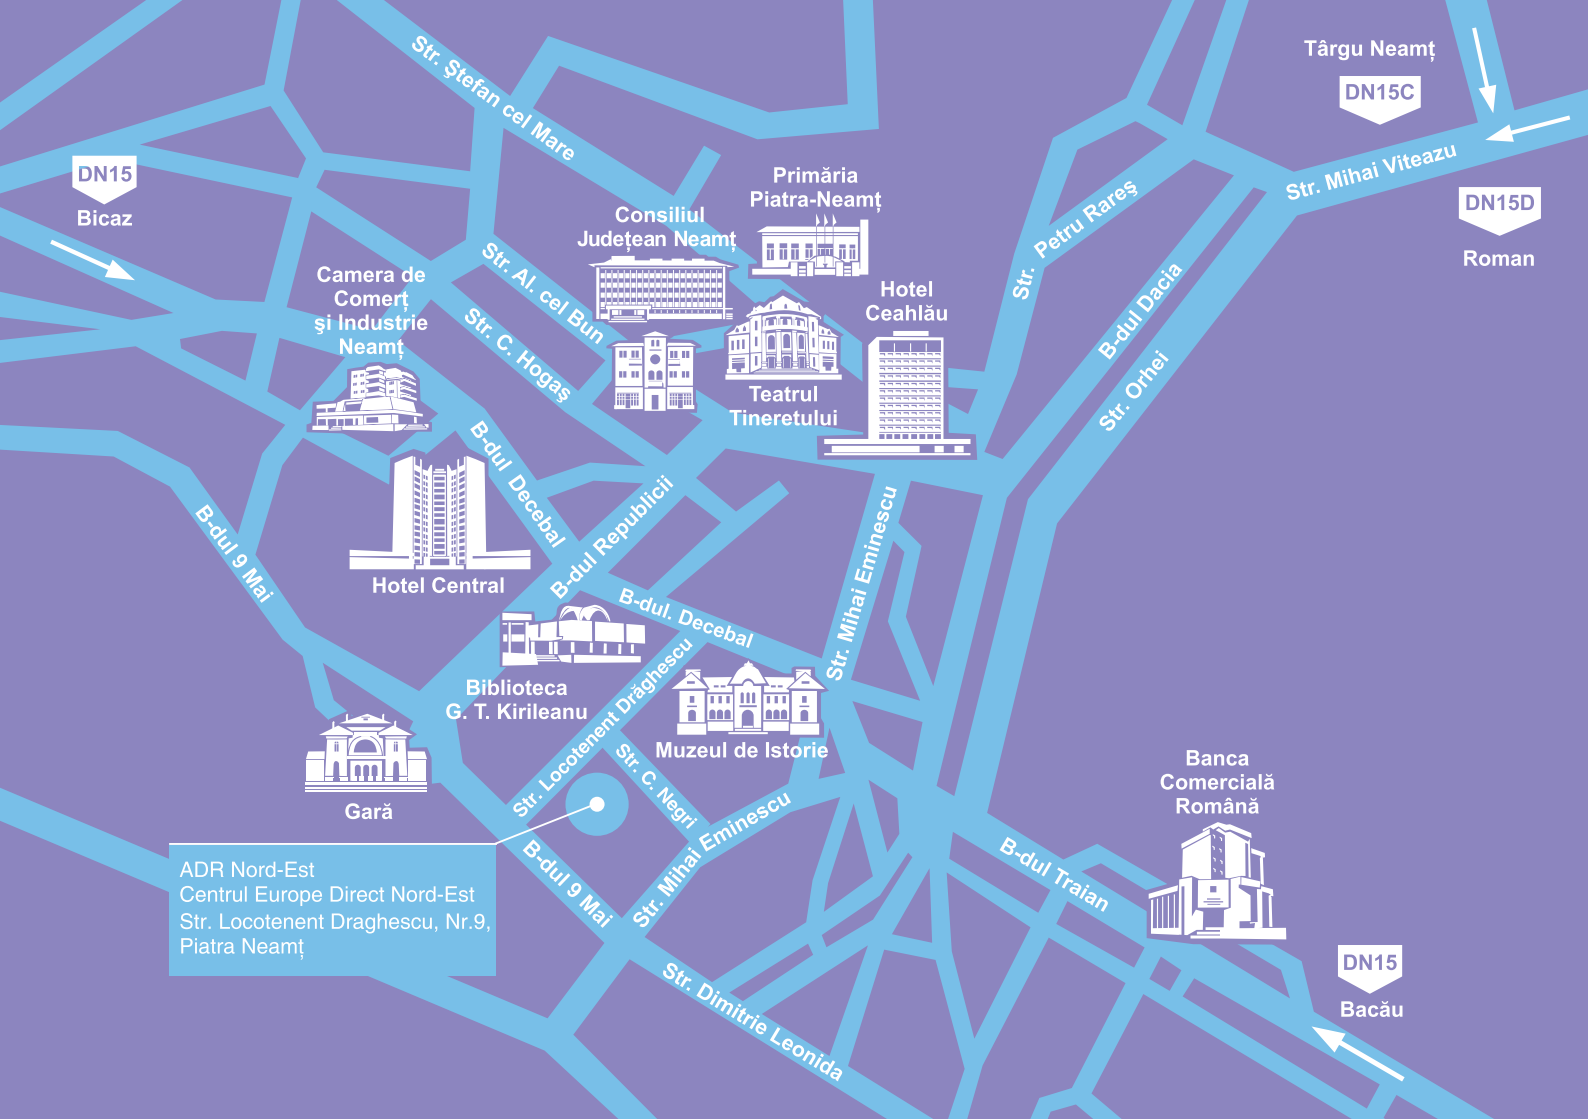 Str. Ştefan cel Mare
Târgu Neamț
DN15C
Str. Mihai Viteazu
DN15D
Roman
DN15
Bicaz
Primăria
Piatra-Neamț
Consiliul
Județean Neamț
Str. Petru Rareş
Str. Al. cel Bun
Camera de
Comerț
şi Industrie
Neamț
Hotel
Ceahlău
B-dul Dacia
Str. C. Hogaş
Str. Orhei
Teatrul
Tineretului
B-dul Decebal
B-dul Republicii
Str. Mihai Eminescu
B-dul 9 Mai
Hotel Central
B-dul. Decebal
Biblioteca
G. T. Kirileanu
Str. Locotenent Drăghescu
Muzeul de Istorie
Str. C. Negri
Gară
Banca
Comercială
Română
Str. Mihai Eminescu
B-dul 9 Mai
B-dul Traian
ADR Nord-Est
Centrul Europe Direct Nord-Est
Str. Locotenent Draghescu, Nr.9,
Piatra Neamț
Str. Dimitrie Leonida
DN15
Bacău